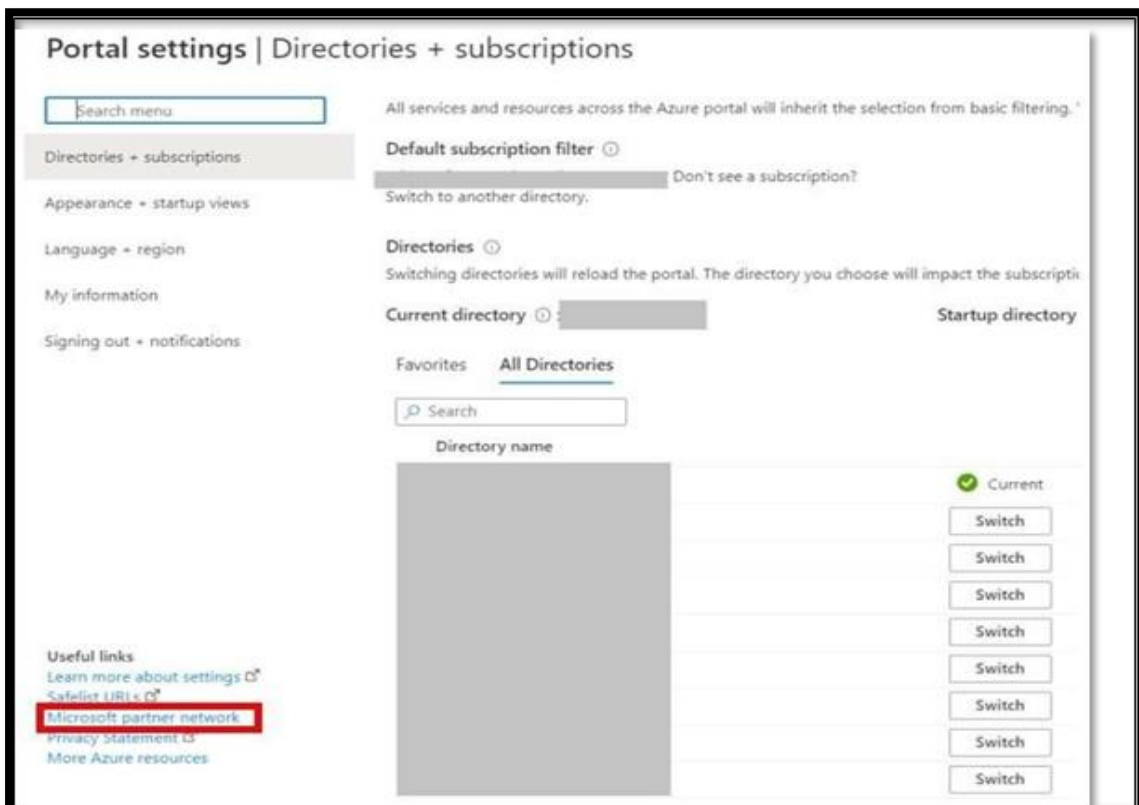 Portal settings | Directories + subscriptions
Search menu
Directories + subscriptions
Appearance + startup views
Language + region
My information
Signing out + notifications
Useful links
Learn more about settings
Safelist URLs
Microsoft partner network
Privacy Statement
More Azure resources
All services and resources across the Azure portal will inherit the selection from basic filtering.
Default subscription filter
Don't see a subscription?
Switch to another directory.
Directories
Switching directories will reload the portal. The directory you choose will impact the subscriptio
Current directory :
Startup directory
Favorites All Directories
Search
Directory name
Current
Switch
Switch
Switch
Switch
Switch
Switch
Switch
Switch